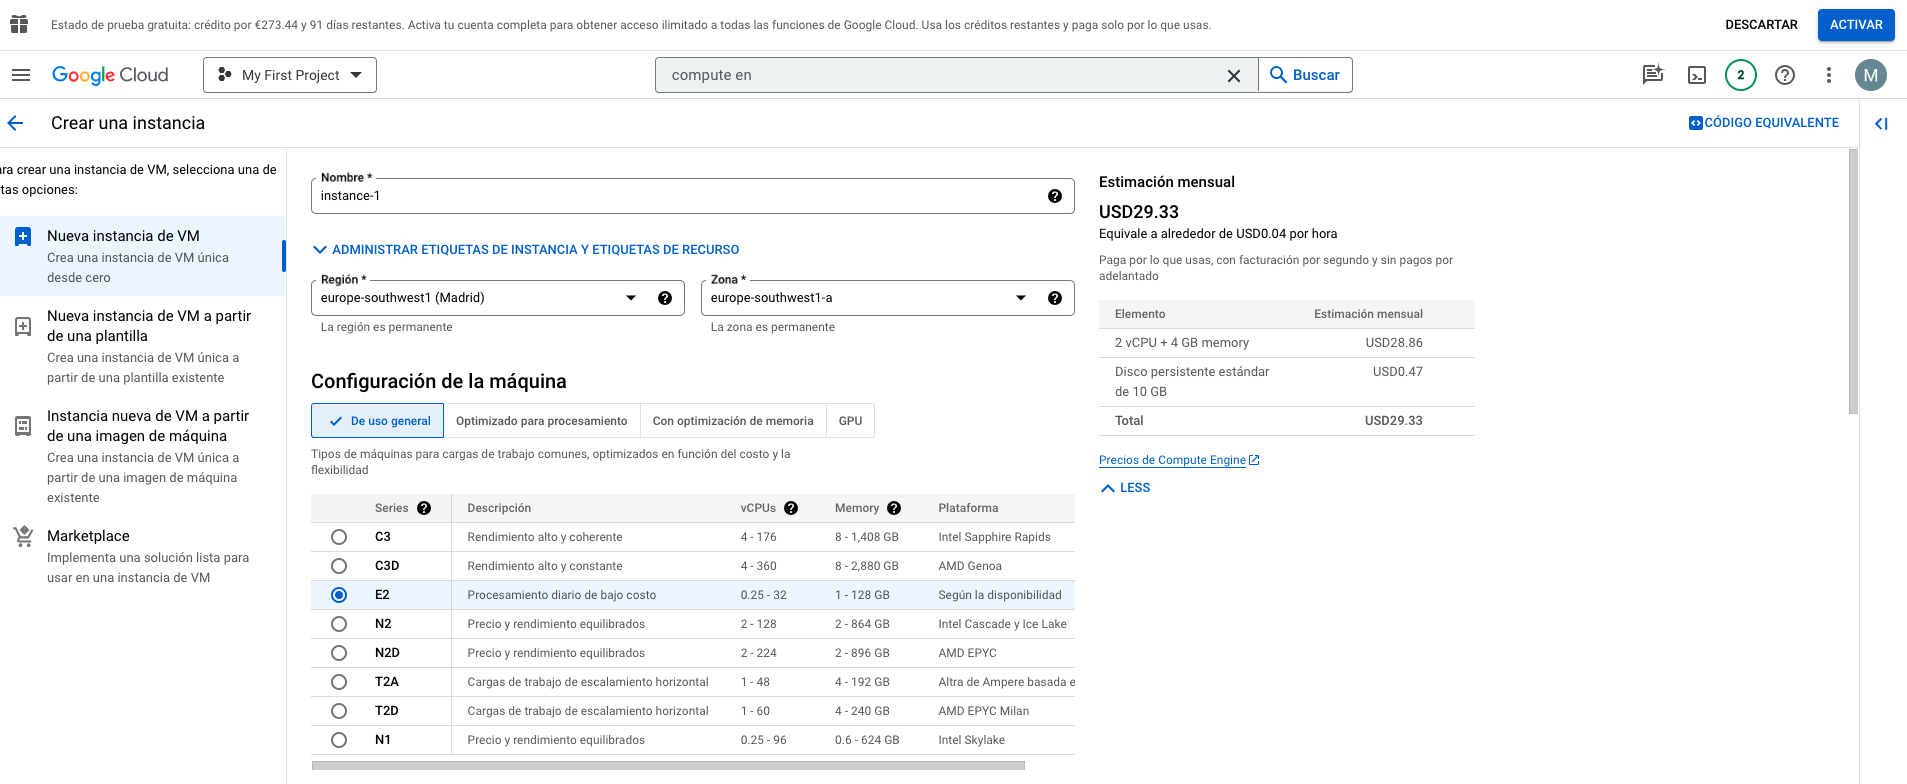 Estado de prueba gratuita: crédito por €273.44 y 91 días restantes. Activa tu cuenta completa para obtener acceso ilimitado a todas las funciones de Google Cloud. Usa los créditos restantes y paga solo por lo que usas.
DESCARTAR
ACTIVAR
Google Cloud
My First Project
compute en
Buscar
2
M
Crear una instancia
CÓDIGO EQUIVALENTE
ra crear una instancia de VM, selecciona una de
tas opciones:
Nueva instancia de VM
Crea una instancia de VM única
desde cero
Nueva instancia de VM a partir
de una plantilla
Crea una instancia de VM única a
partir de una plantilla existente
Instancia nueva de VM a partir
de una imagen de máquina
Crea una instancia de VM única a
partir de una imagen de máquina
existente
Marketplace
Implementa una solución lista para
usar en una instancia de VM
Nombre *
instance-1
ADMINISTRAR ETIQUETAS DE INSTANCIA Y ETIQUETAS DE RECURSO
Región *
europe-southwest1 (Madrid)
La región es permanente
Zona *
europe-southwest1-a
La zona es permanente
Configuración de la máquina
De uso general Optimizado para procesamiento Con optimización de memoria GPU
Tipos de máquinas para cargas de trabajo comunes, optimizados en función del costo y la
flexibilidad
Series Descripción vCPUs Memory Plataforma
C3 Rendimiento alto y coherente 4 - 176 8 - 1,408 GB Intel Sapphire Rapids
C3D Rendimiento alto y constante 4 - 360 8 - 2,880 GB AMD Genoa
E2 Procesamiento diario de bajo costo 0.25 - 32 1 - 128 GB Según la disponibilidad
N2 Precio y rendimiento equilibrados 2 - 128 2 - 864 GB Intel Cascade y Ice Lake
N2D Precio y rendimiento equilibrados 2 - 224 2 - 896 GB AMD EPYC
T2A Cargas de trabajo de escalamiento horizontal 1 - 48 4 - 192 GB Altra de Ampere basada e
T2D Cargas de trabajo de escalamiento horizontal 1 - 60 4 - 240 GB AMD EPYC Milan
N1 Precio y rendimiento equilibrados 0.25 - 96 0.6 - 624 GB Intel Skylake
Estimación mensual
USD29.33
Equivale a alrededor de USD0.04 por hora
Paga por lo que usas, con facturación por segundo y sin pagos por
adelantado
Elemento Estimación mensual
2 vCPU + 4 GB memory USD28.86
Disco persistente estándar USD0.47
de 10 GB
Total USD29.33
Precios de Compute Engine
LESS